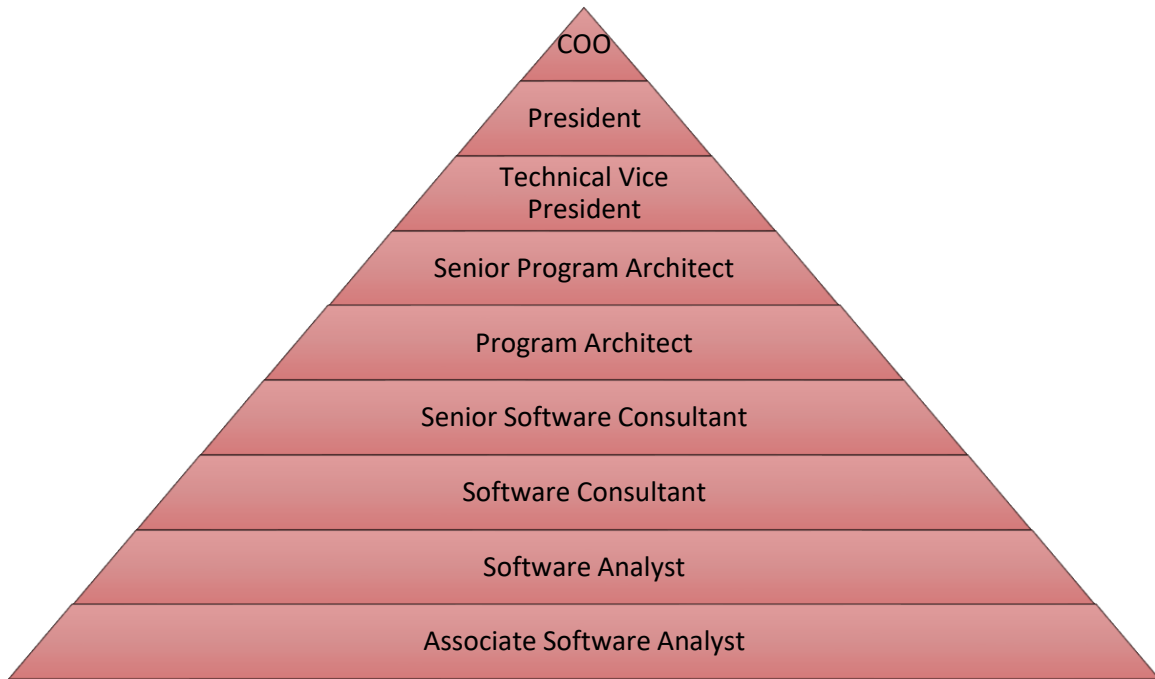 COO
President
Technical Vice
President
Senior Program Architect
Program Architect
Senior Software Consultant
Software Consultant
Software Analyst
Associate Software Analyst